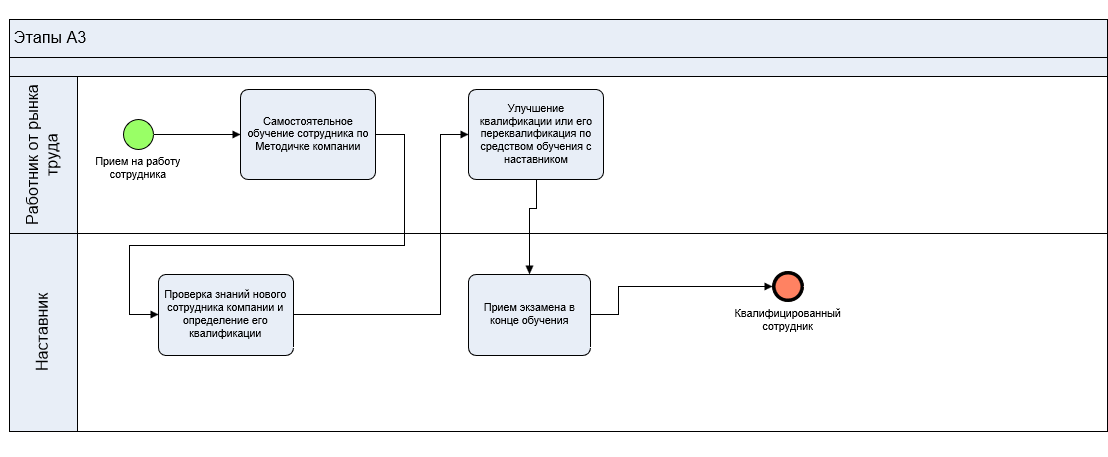 Этапы А3
Работник от рынка
труда
Прием на работу
сотрудника
Самостоятельное
обучение сотрудника по
Методичке компании
Улучшение
квалификации или его
переквалификация по
средством обучения с
наставником
Наставник
Проверка знаний нового
сотрудника компании и
определение его
квалификации
Прием экзамена в
конце обучения
Квалифицированный
сотрудник